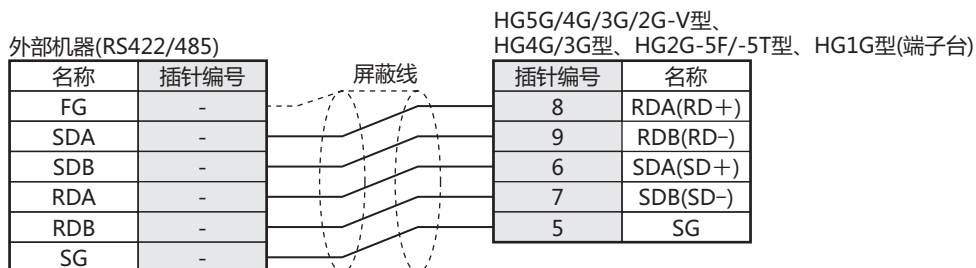 HG5G/4G/3G/2G-V型、
外部机器(RS422/485)
HG4G/3G型、HG2G-5F/-5T型、HG1G型(端子台)
名称 插针编号 屏蔽线 插针编号 名称
FG - 8 RDA(RD+)
SDA - 9 RDB(RD-)
SDB - 6 SDA(SD+)
RDA - 7 SDB(SD-)
RDB - 5 SG
SG -